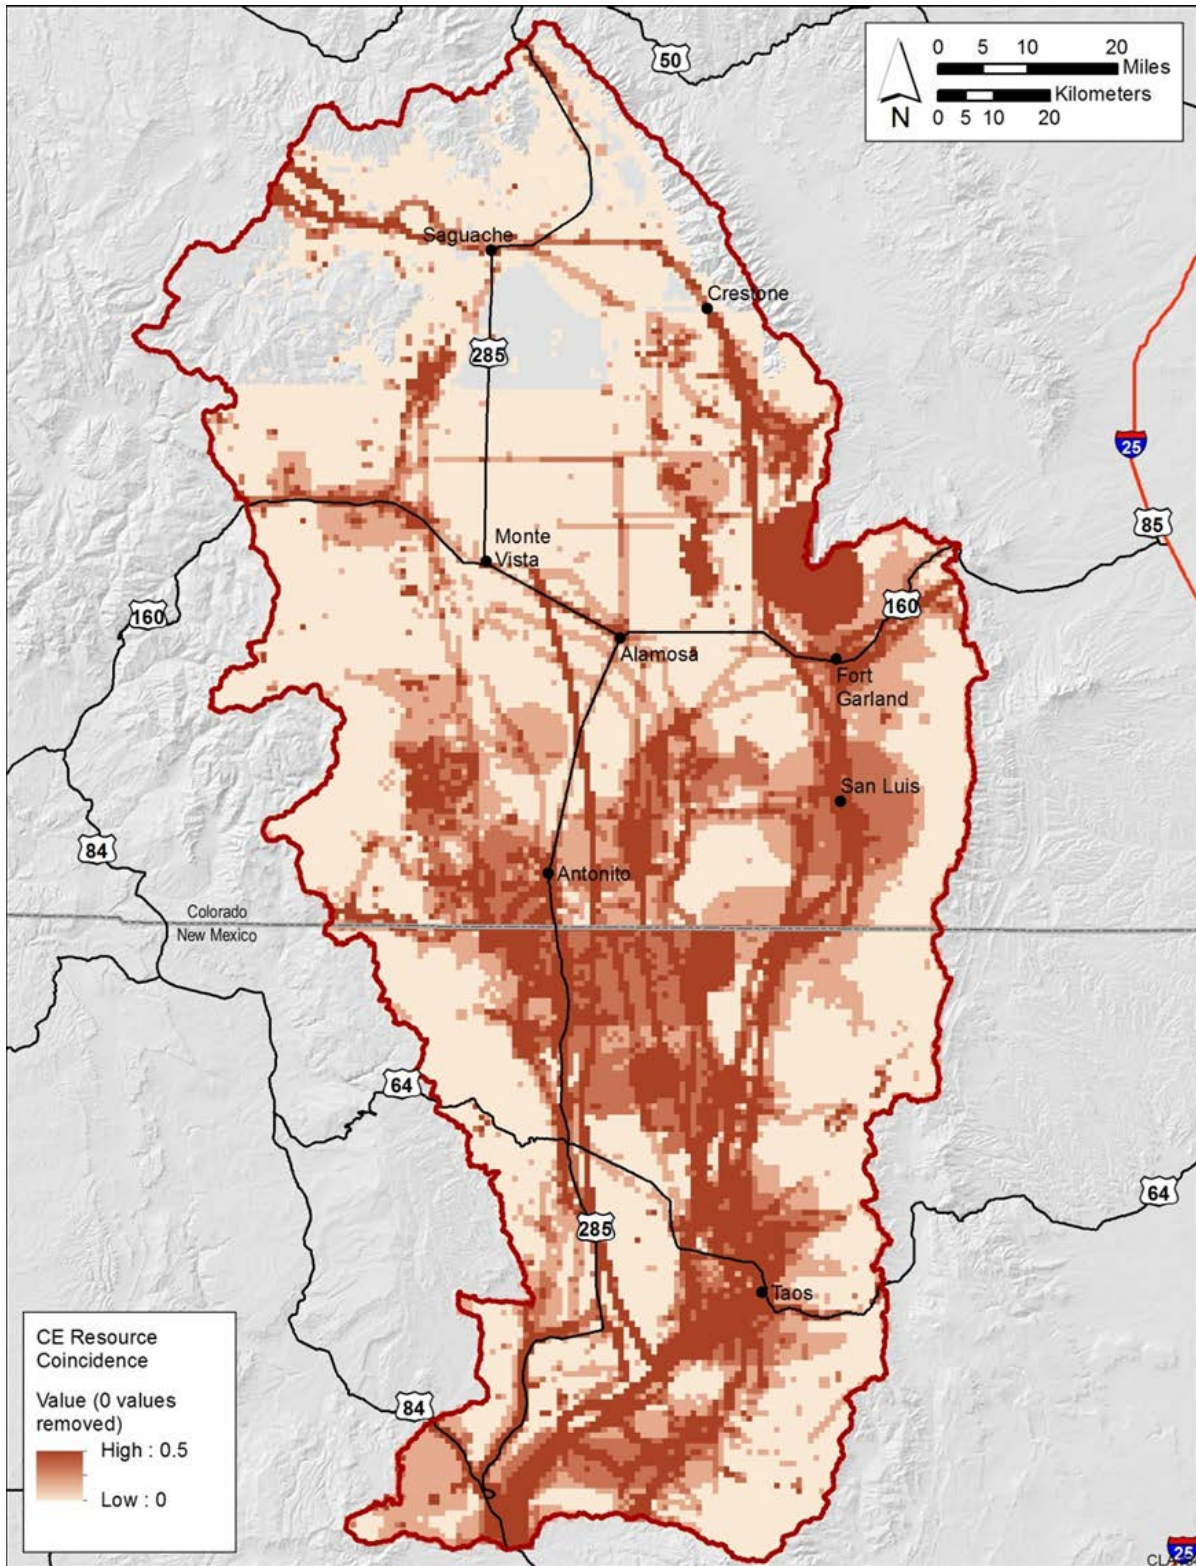 50
0 5 10 20
Miles
Kilometers
0 5 10 20
N
Saguache
Crestone
285
25
85
Monte
Vista
160
160
Alamosa
Fort
Garland
San Luis
84
Antonito
Colorado
New Mexico
64
64
285
Taos
84
CE Resource
Coincidence
Value (0 values
removed)
High : 0.5
Low : 0
25